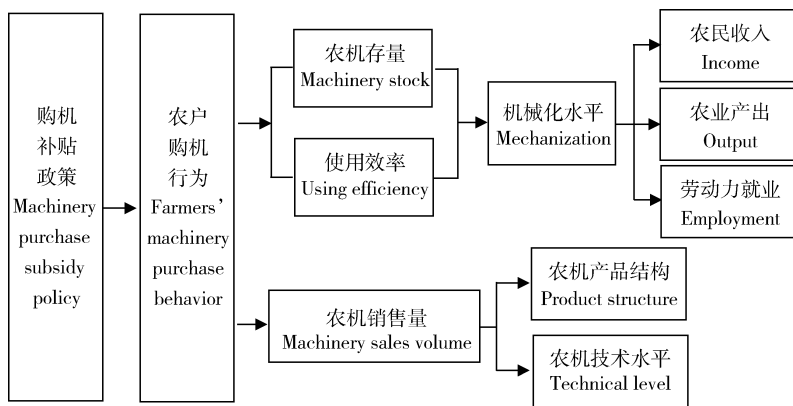 购机
补贴
政策
Machinery
purchase
subsidy
policy
农户
购机
行为
Farmers’
machinery
purchase
behavior
农机存量
Machinery stock
使用效率
Using efficiency
机械化水平
Mechanization
农民收入
Income
农业产出
Output
劳动力就业
Employment
农机销售量
Machinery sales volume
农机产品结构
Product structure
农机技术水平
Technical level